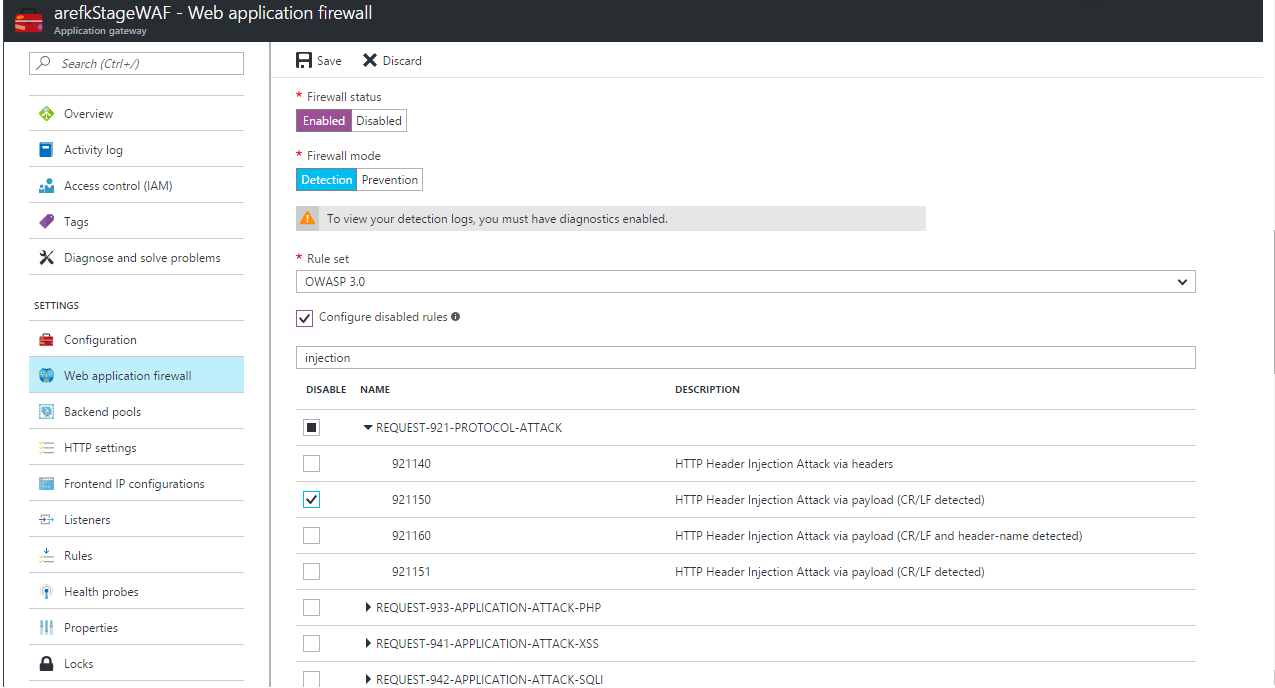 arefkStageWAF - Web application firewall
Application gateway
Search (Ctrl+/)
Overview
Activity log
Access control (IAM)
Tags
Diagnose and solve problems
SETTINGS
Configuration
Web application firewall
Backend pools
HTTP settings
Frontend IP configurations
Listeners
Rules
Health probes
Properties
Locks
Save Discard
* Firewall status
Enabled Disabled
* Firewall mode
Detection Prevention
To view your detection logs, you must have diagnostics enabled.
* Rule set
OWASP 3.0
Configure disabled rules
injection
DISABLE NAME DESCRIPTION
REQUEST-921-PROTOCOL-ATTACK
921140 HTTP Header Injection Attack via headers
921150 HTTP Header Injection Attack via payload (CR/LF detected)
921160 HTTP Header Injection Attack via payload (CR/LF and header-name detected)
921151 HTTP Header Injection Attack via payload (CR/LF detected)
REQUEST-933-APPLICATION-ATTACK-PHP
REQUEST-941-APPLICATION-ATTACK-XSS
REQUEST-942-APPLICATION-ATTACK-SQLI